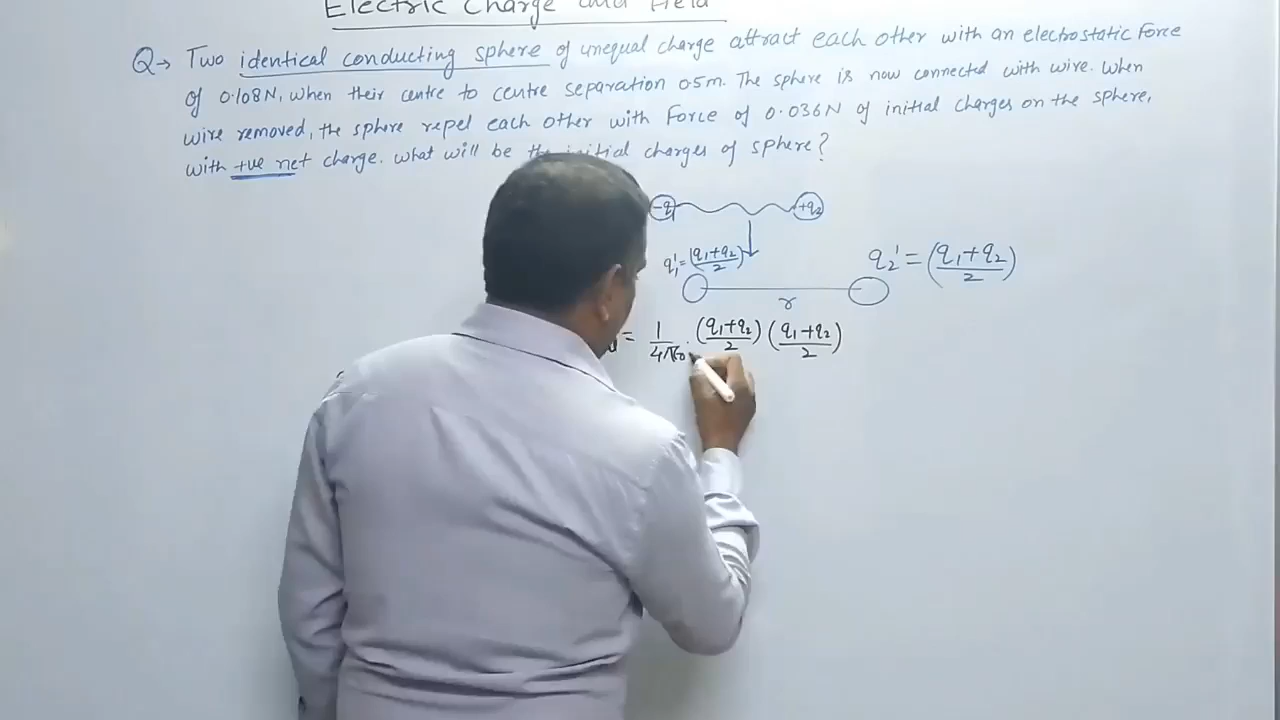 Electric Charge and Field
Q→ Two identical conducting sphere of unequal charge attract each other with an electrostatic Force
of 0.108N, when their centre to centre separation 0.5m. The sphere is now connected with wire. When
wire removed, the sphere repel each other with Force of 0.036N of initial charges on the sphere,
with +ve net charge. what will be the initial charges of sphere?
-q1 +q2
q1' = (q1+q2)/2
q2' = (q1+q2)/2
r
= 1/4πε0 . (q1+q2)/2 (q1+q2)/2